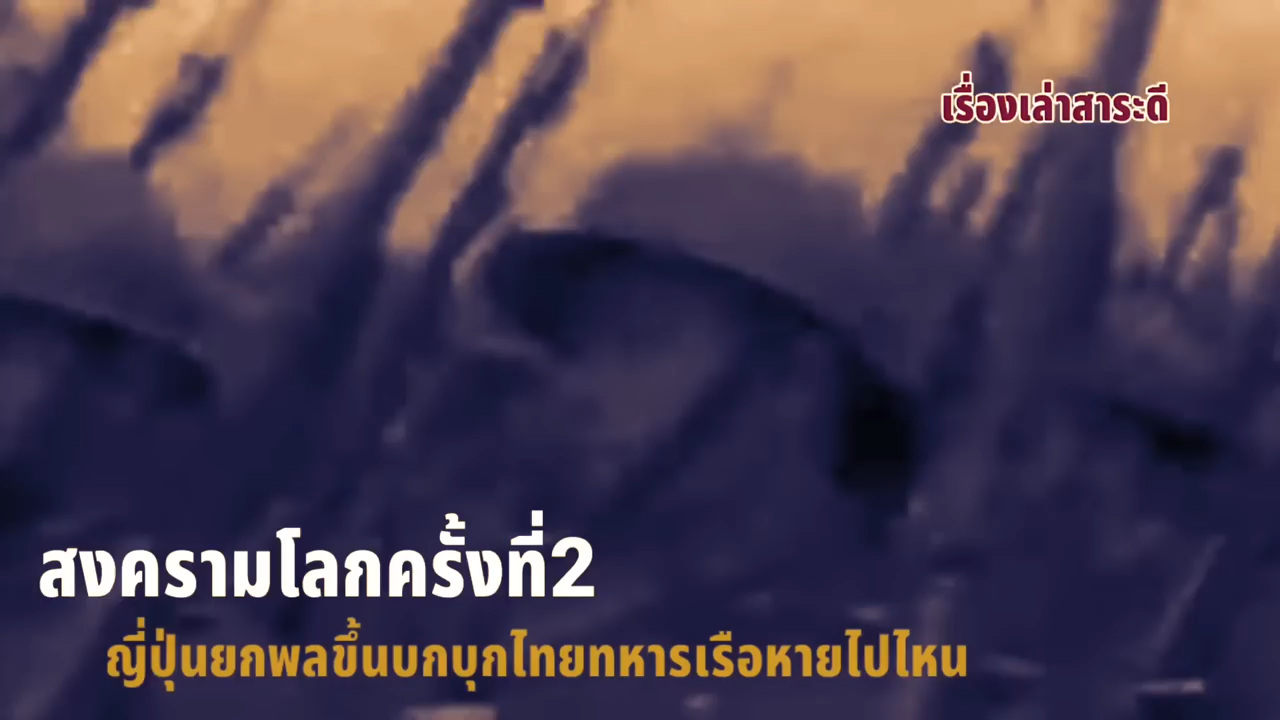 เรื่องเล่าสาระดี
สงครามโลกครั้งที่2
ญี่ปุ่นยกพลขึ้นบกบุกไทยทหารเรือหายไปไหน